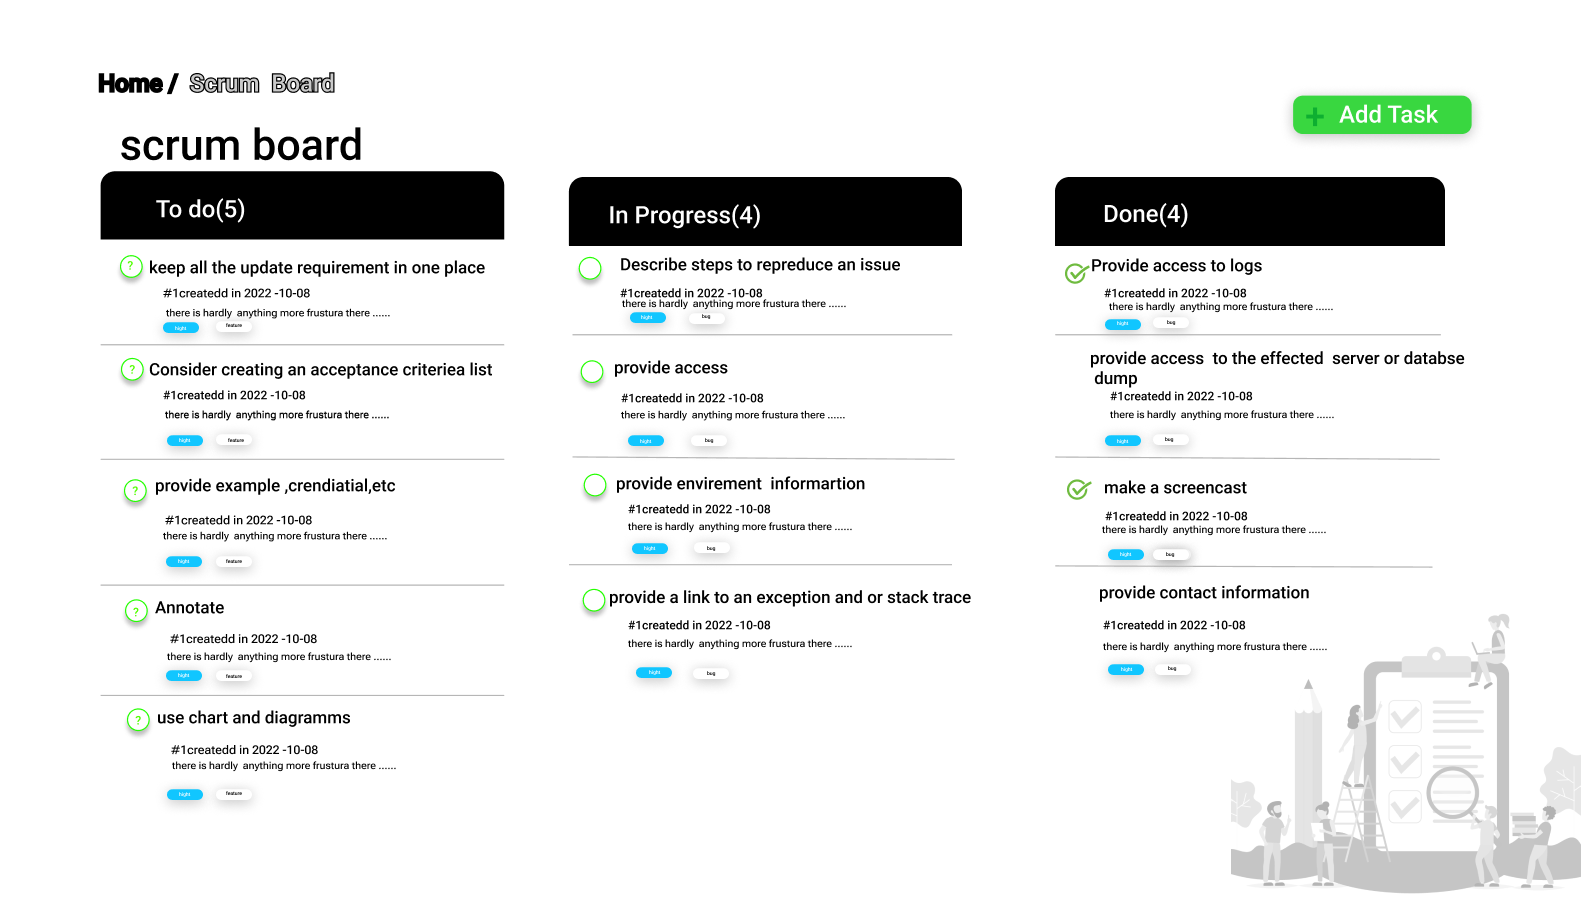 Home / Scrum Board
+ Add Task
scrum board
To do(5)
? keep all the update requirement in one place
#1createdd in 2022 -10-08
there is hardly anything more frustura there ......
hight feature
? Consider creating an acceptance criteriea list
#1createdd in 2022 -10-08
there is hardly anything more frustura there ......
hight feature
? provide example ,crendiatial,etc
#1createdd in 2022 -10-08
there is hardly anything more frustura there ......
hight feature
? Annotate
#1createdd in 2022 -10-08
there is hardly anything more frustura there ......
hight feature
? use chart and diagramms
#1createdd in 2022 -10-08
there is hardly anything more frustura there ......
hight feature
In Progress(4)
Describe steps to repreduce an issue
#1createdd in 2022 -10-08
there is hardly anything more frustura there ......
hight bug
provide access
#1createdd in 2022 -10-08
there is hardly anything more frustura there ......
hight bug
provide envirement informartion
#1createdd in 2022 -10-08
there is hardly anything more frustura there ......
hight bug
provide a link to an exception and or stack trace
#1createdd in 2022 -10-08
there is hardly anything more frustura there ......
hight bug
Done(4)
Provide access to logs
#1createdd in 2022 -10-08
there is hardly anything more frustura there ......
hight bug
provide access to the effected server or databse
dump
#1createdd in 2022 -10-08
there is hardly anything more frustura there ......
hight bug
make a screencast
#1createdd in 2022 -10-08
there is hardly anything more frustura there ......
hight bug
provide contact information
#1createdd in 2022 -10-08
there is hardly anything more frustura there ......
hight bug